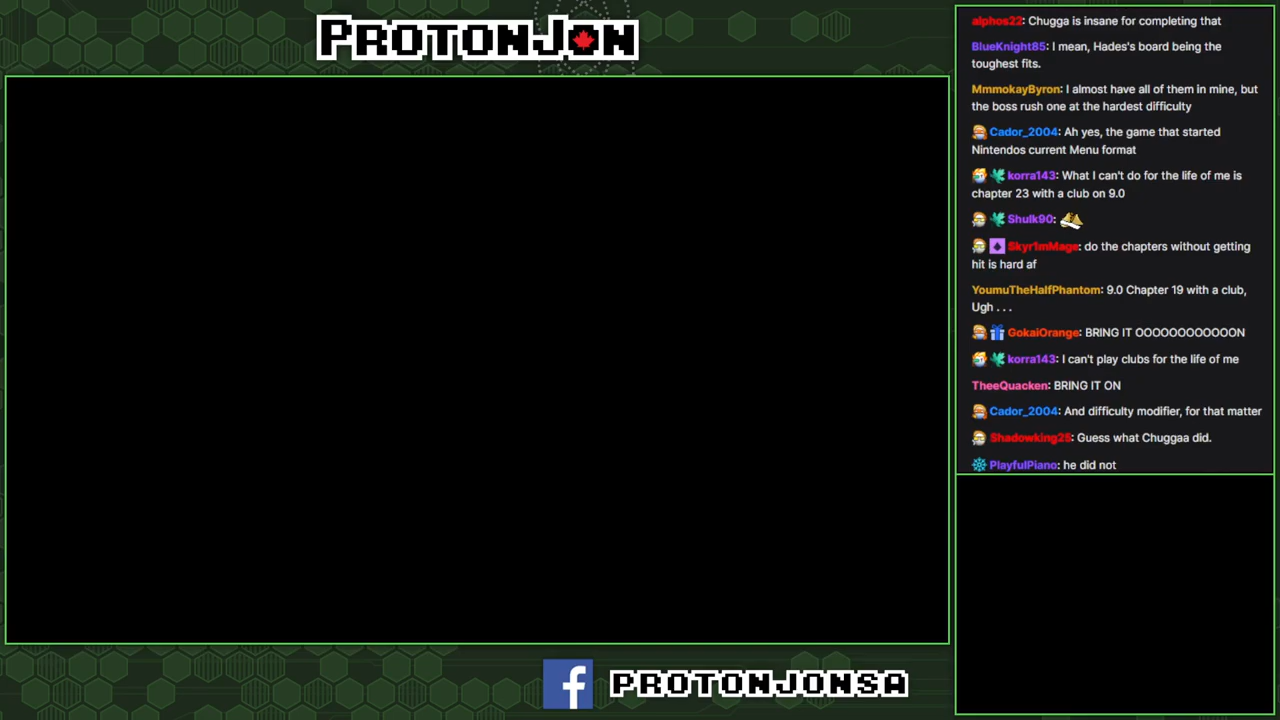 PROTONJON
alphos22: Chugga is insane for completing that
BlueKnight85: I mean, Hades's board being the
toughest fits.
MmmokayByron: I almost have all of them in mine, but
the boss rush one at the hardest difficulty
Cador_2004: Ah yes, the game that started
Nintendos current Menu format
korra143: What I can't do for the life of me is
chapter 23 with a club on 9.0
Shulk90:
Skyr1mMage: do the chapters without getting
hit is hard af
YoumuTheHalfPhantom: 9.0 Chapter 19 with a club,
Ugh . . .
GokaiOrange: BRING IT OOOOOOOOOOOON
korra143: I can't play clubs for the life of me
TheeQuacken: BRING IT ON
Cador_2004: And difficulty modifier, for that matter
Shadowking25: Guess what Chuggaa did.
PlayfulPiano: he did not
PROTONJONSA